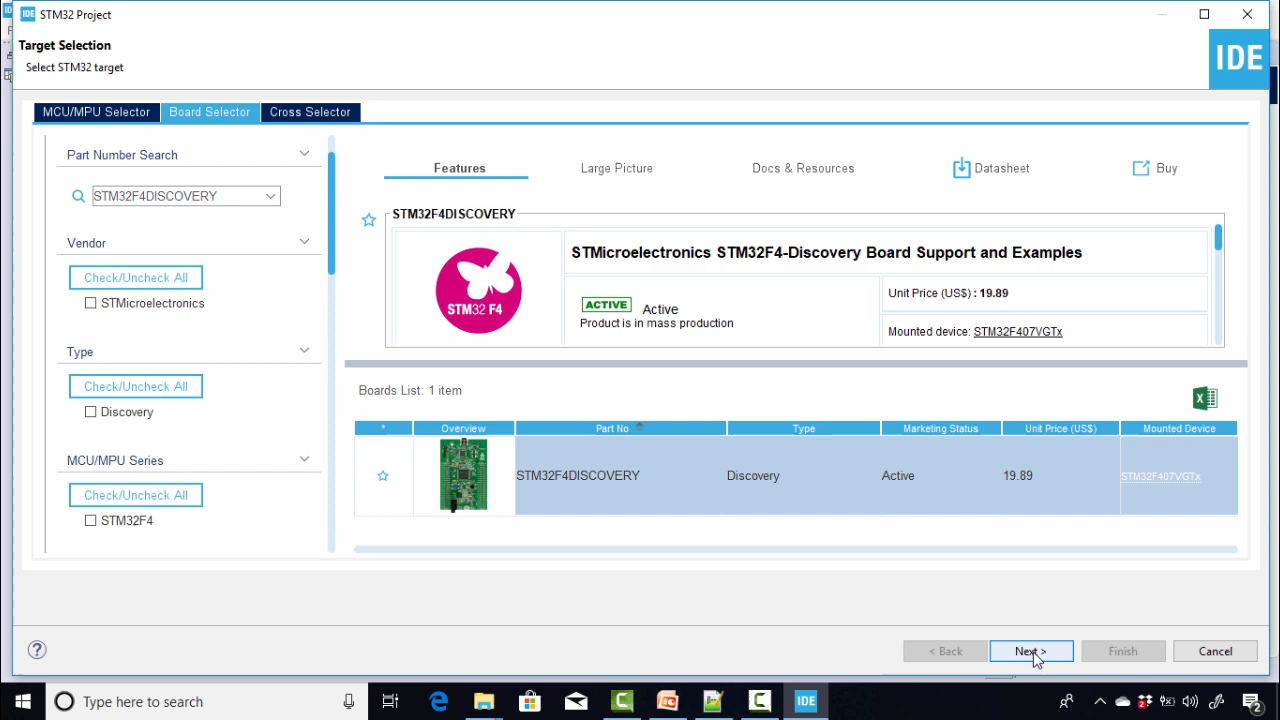 IDE STM32 Project
Target Selection
Select STM32 target
IDE
MCU/MPU Selector Board Selector Cross Selector
Part Number Search
STM32F4DISCOVERY
Vendor
Check/Uncheck All
STMicroelectronics
Type
Check/Uncheck All
Discovery
MCU/MPU Series
Check/Uncheck All
STM32F4
Features Large Picture Docs & Resources Datasheet Buy
STM32F4DISCOVERY
STM32 F4
STMicroelectronics STM32F4-Discovery Board Support and Examples
ACTIVE Active
Product is in mass production
Unit Price (US$) : 19.89
Mounted device: STM32F407VGTx
Boards List: 1 item
* Overview Part No Type Marketing Status Unit Price (US$) Mounted Device
STM32F4DISCOVERY Discovery Active 19.89 STM32F407VGTx
? < Back Next > Finish Cancel
Type here to search
IDE
2